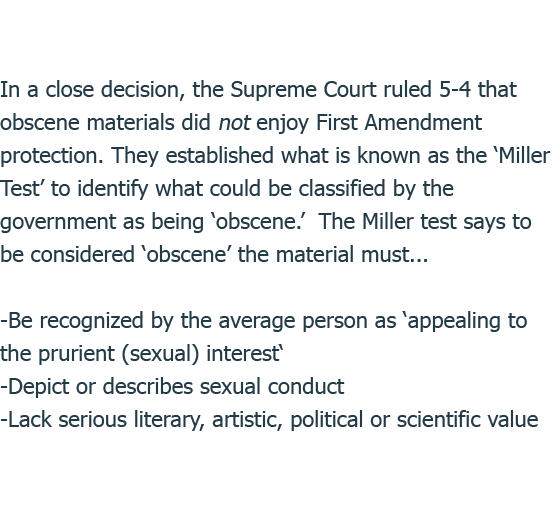 In a close decision, the Supreme Court ruled 5-4 that
obscene materials did not enjoy First Amendment
protection. They established what is known as the ‘Miller
Test’ to identify what could be classified by the
government as being ‘obscene.’  The Miller test says to
be considered ‘obscene’ the material must...
-Be recognized by the average person as ‘appealing to
the prurient (sexual) interest‘
-Depict or describes sexual conduct
-Lack serious literary, artistic, political or scientific value